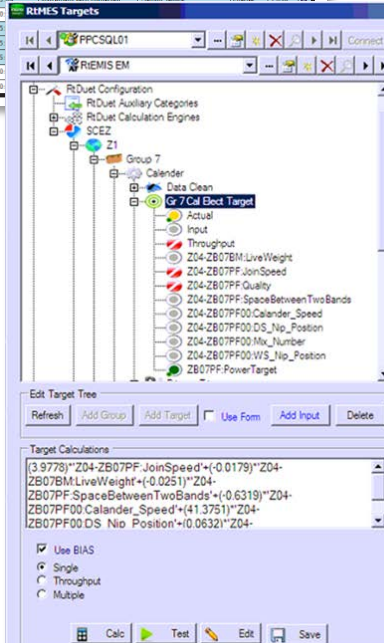 RtMES Targets
PFCSQL01
Connect
RtEMIS EM
RtDuet Configuration
RtDuet Auxiliary Categories
RtDuet Calculation Engines
SCEZ
Z1
Group 7
Calender
Data Clean
Gr 7 Cal Elect Target
Actual
Input
Throughput
Z04-ZB07BM:LiveWeight
Z04-ZB07PF:JoinSpeed
Z04-ZB07PF:Quality
Z04-ZB07PF:SpaceBetweenTwoBands
Z04-ZB07PF00:Calander_Speed
Z04-ZB07PF00:DS_Nip_Position
Z04-ZB07PF00:Mix_Number
Z04-ZB07PF00:WS_Nip_Position
ZB07PF:PowerTarget
Edit Target Tree
Refresh Add Group Add Target Use Form Add Input Delete
Target Calculations
(3.9778)*'Z04-ZB07PF:JoinSpeed'+(-0.0179)*'Z04-
ZB07BM:LiveWeight'+(-0.0251)*'Z04-
ZB07PF:SpaceBetweenTwoBands'+(-0.6319)*'Z04-
ZB07PF00:Calander_Speed'+(41.3751)*'Z04-
ZB07PF00:DS_Nip_Position'+(0.0632)*'Z04-
Use BIAS
Single
Throughput
Multiple
Calc Test Edit Save